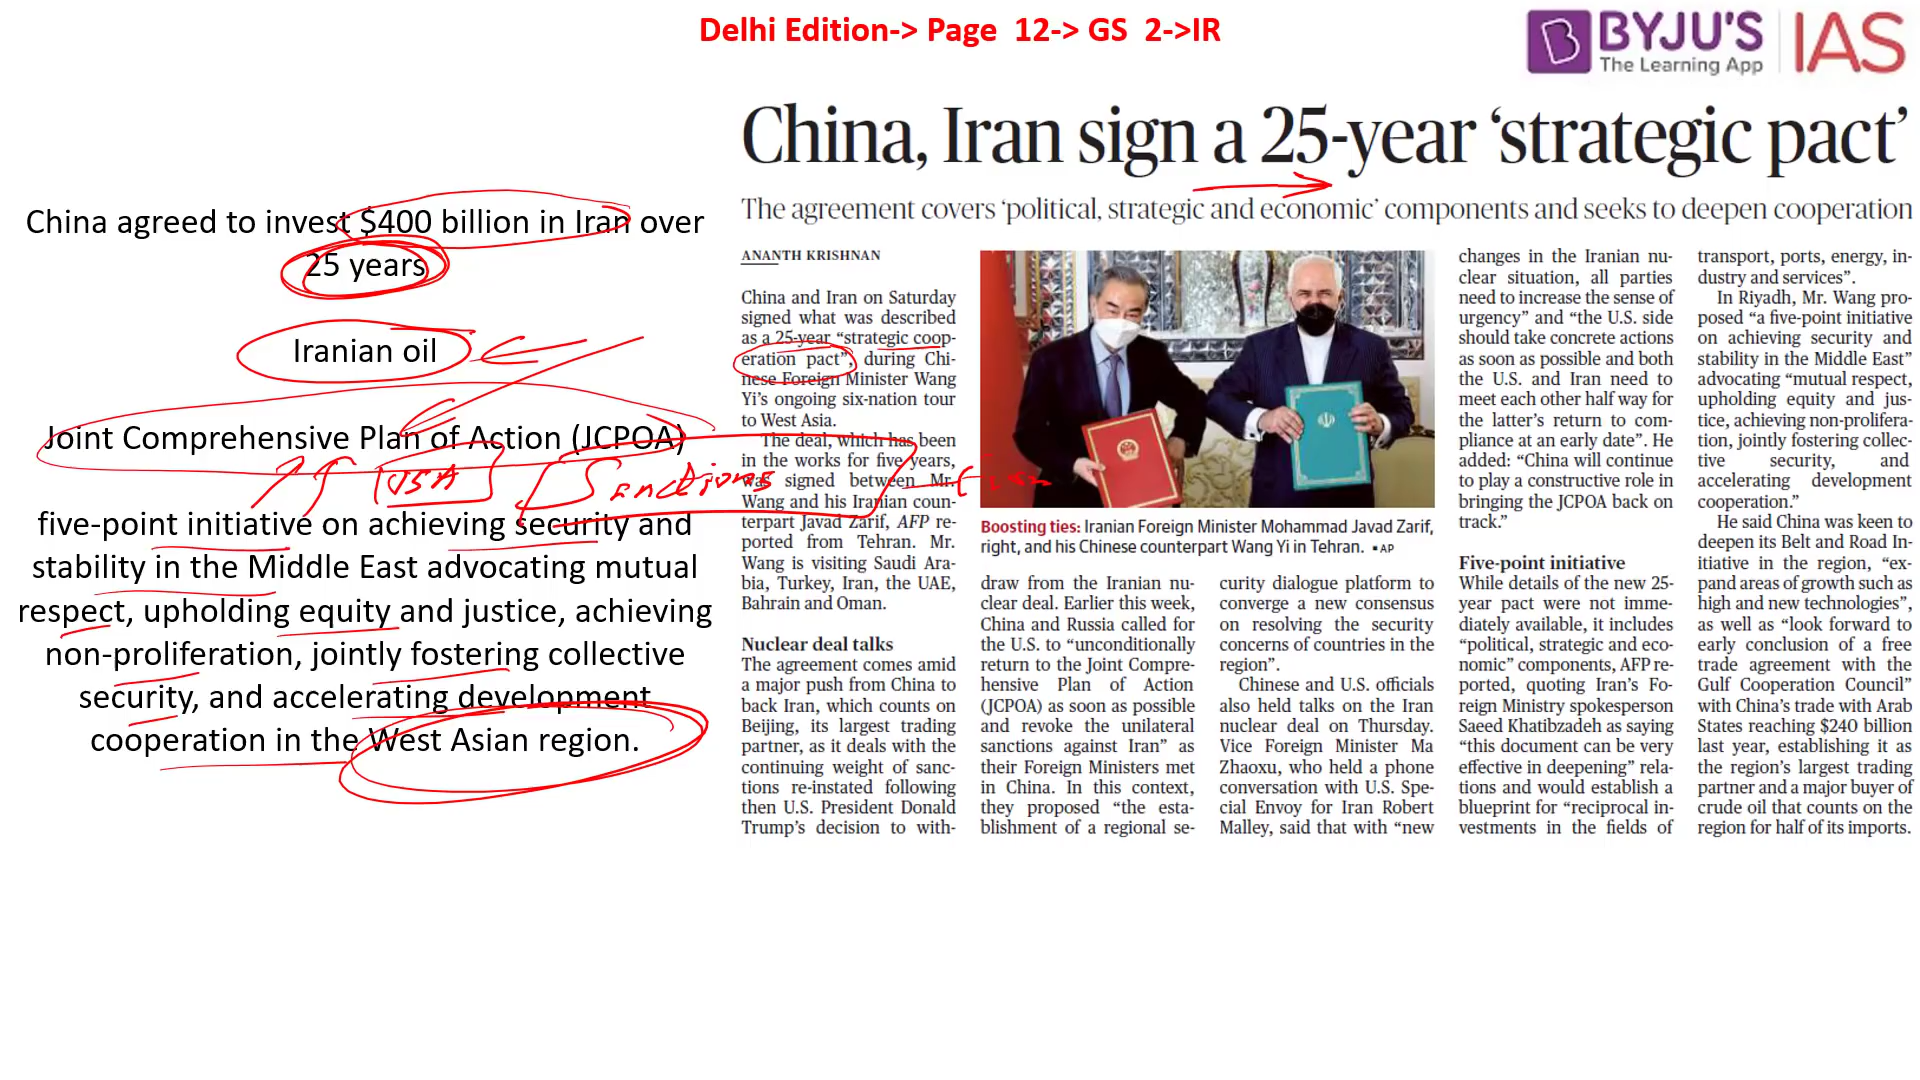 Delhi Edition-> Page 12-> GS 2->IR
BYJU'S
The Learning App
IAS
China agreed to invest $400 billion in Iran over
25 years
Iranian oil
Joint Comprehensive Plan of Action (JCPOA)
USA
Sanctions
five-point initiative on achieving security and
stability in the Middle East advocating mutual
respect, upholding equity and justice, achieving
non-proliferation, jointly fostering collective
security, and accelerating development
cooperation in the West Asian region.
China, Iran sign a 25-year ‘strategic pact’
The agreement covers ‘political, strategic and economic’ components and seeks to deepen cooperation
ANANTH KRISHNAN
China and Iran on Saturday
signed what was described
as a 25-year “strategic coop-
eration pact”, during Chi-
nese Foreign Minister Wang
Yi’s ongoing six-nation tour
to West Asia.
The deal, which has been
in the works for five years,
was signed between Mr.
Wang and his Iranian coun-
terpart Javad Zarif, AFP re-
ported from Tehran. Mr.
Wang is visiting Saudi Ara-
bia, Turkey, Iran, the UAE,
Bahrain and Oman.
Nuclear deal talks
The agreement comes amid
a major push from China to
back Iran, which counts on
Beijing, its largest trading
partner, as it deals with the
continuing weight of sanc-
tions re-instated following
then U.S. President Donald
Trump’s decision to with-
Boosting ties: Iranian Foreign Minister Mohammad Javad Zarif,
right, and his Chinese counterpart Wang Yi in Tehran. ▪ AP
draw from the Iranian nu-
clear deal. Earlier this week,
China and Russia called for
the U.S. to “unconditionally
return to the Joint Compre-
hensive Plan of Action
(JCPOA) as soon as possible
and revoke the unilateral
sanctions against Iran” as
their Foreign Ministers met
in China. In this context,
they proposed “the esta-
blishment of a regional se-
curity dialogue platform to
converge a new consensus
on resolving the security
concerns of countries in the
region”.
Chinese and U.S. officials
also held talks on the Iran
nuclear deal on Thursday.
Vice Foreign Minister Ma
Zhaoxu, who held a phone
conversation with U.S. Spe-
cial Envoy for Iran Robert
Malley, said that with “new
changes in the Iranian nu-
clear situation, all parties
need to increase the sense of
urgency” and “the U.S. side
should take concrete actions
as soon as possible and both
the U.S. and Iran need to
meet each other half way for
the latter’s return to com-
pliance at an early date”. He
added: “China will continue
to play a constructive role in
bringing the JCPOA back on
track.”
Five-point initiative
While details of the new 25-
year pact were not imme-
diately available, it includes
“political, strategic and eco-
nomic” components, AFP re-
ported, quoting Iran’s Fo-
reign Ministry spokesperson
Saeed Khatibzadeh as saying
“this document can be very
effective in deepening” rela-
tions and would establish a
blueprint for “reciprocal in-
vestments in the fields of
transport, ports, energy, in-
dustry and services”.
In Riyadh, Mr. Wang pro-
posed “a five-point initiative
on achieving security and
stability in the Middle East”
advocating “mutual respect,
upholding equity and jus-
tice, achieving non-prolifera-
tion, jointly fostering collec-
tive security, and
accelerating development
cooperation.”
He said China was keen to
deepen its Belt and Road In-
itiative in the region, “ex-
pand areas of growth such as
high and new technologies”,
as well as “look forward to
early conclusion of a free
trade agreement with the
Gulf Cooperation Council”
with China’s trade with Arab
States reaching $240 billion
last year, establishing it as
the region’s largest trading
partner and a major buyer of
crude oil that counts on the
region for half of its imports.